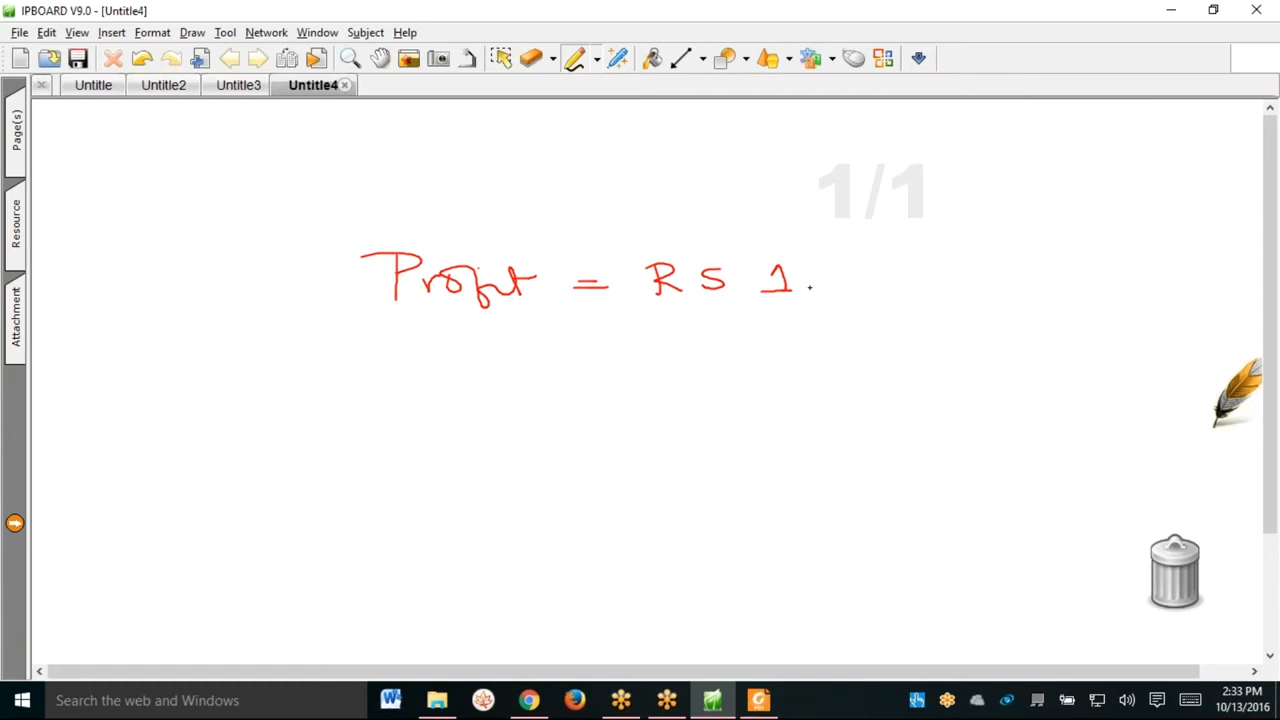 IPBOARD V9.0 - [Untitle4]
File Edit View Insert Format Draw Tool Network Window Subject Help
Untitle Untitle2 Untitle3 Untitle4
Page(s)
Resource
Attachment
1/1
Profit = RS 1
Search the web and Windows
2:33 PM
10/13/2016